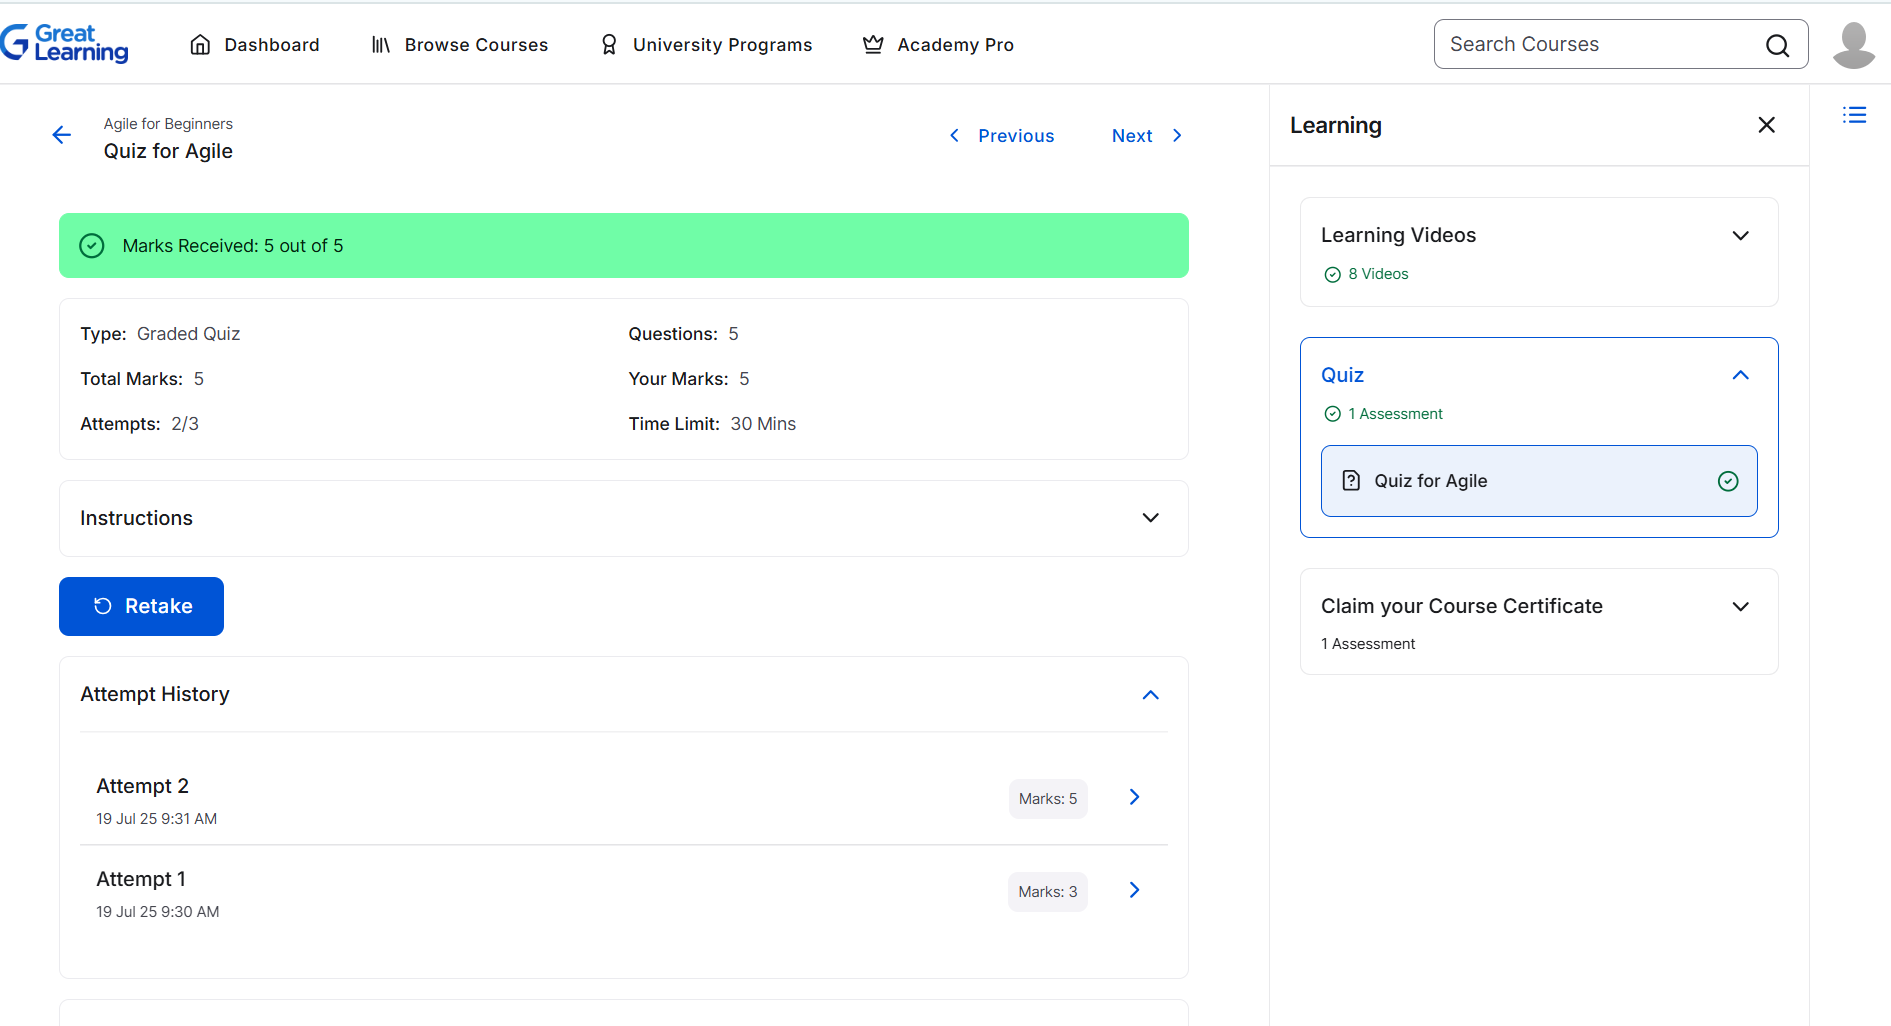 Great Learning
Dashboard
Browse Courses
University Programs
Academy Pro
Search Courses
Agile for Beginners
Quiz for Agile
Previous
Next
Marks Received: 5 out of 5
Type: Graded Quiz
Questions: 5
Total Marks: 5
Your Marks: 5
Attempts: 2/3
Time Limit: 30 Mins
Instructions
Retake
Attempt History
Attempt 2
19 Jul 25 9:31 AM
Marks: 5
Attempt 1
19 Jul 25 9:30 AM
Marks: 3
Learning
Learning Videos
8 Videos
Quiz
1 Assessment
Quiz for Agile
Claim your Course Certificate
1 Assessment